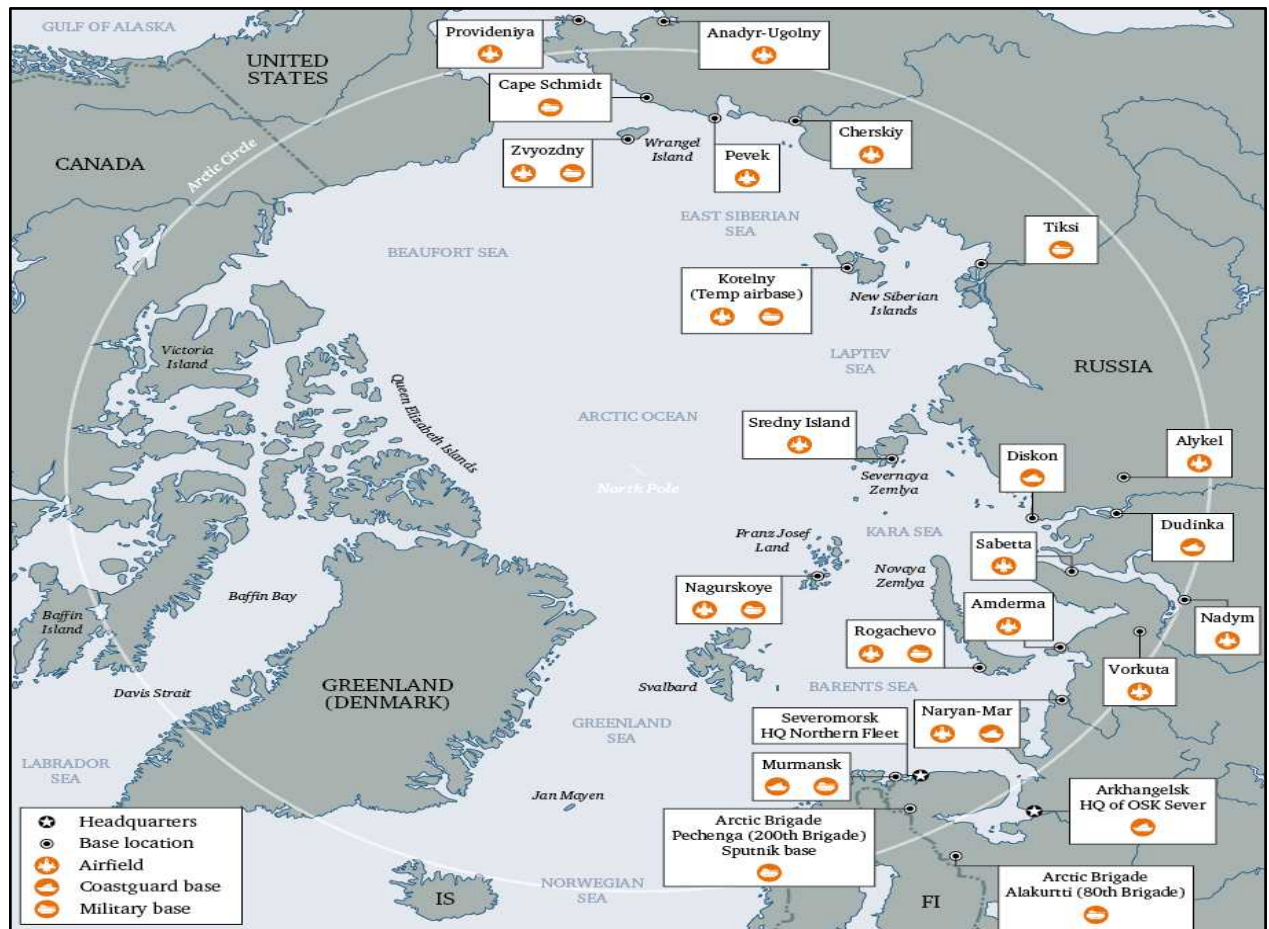 GULF OF ALASKA
UNITED
STATES
Provideniya
Anadyr-Ugolny
Cape Schmidt
CANADA
Arctic Circle
Zvyozdny
Wrangel
Island
Pevek
Cherskiy
EAST SIBERIAN
SEA
BEAUFORT SEA
Tiksi
Kotelny
(Temp airbase)
New Siberian
Islands
Victoria
Island
LAPTEV
SEA
RUSSIA
Queen Elizabeth Islands
ARCTIC OCEAN
Sredny Island
Alykel
Diskon
Severnaya
Zemlya
North Pole
Franz Josef
Land
KARA SEA
Dudinka
Sabetta
Novaya
Zemlya
Nagurskoye
Baffin Bay
Baffin
Island
Amderma
Nadym
Rogachevo
Vorkuta
Davis Strait
GREENLAND
(DENMARK)
Svalbard
BARENTS SEA
GREENLAND
SEA
Severomorsk
HQ Northern Fleet
Naryan-Mar
LABRADOR
SEA
Murmansk
Jan Mayen
Arkhangelsk
HQ of OSK Sever
Arctic Brigade
Pechenga (200th Brigade)
Sputnik base
Headquarters
Base location
Airfield
Coastguard base
Military base
IS
NORWEGIAN
SEA
FI
Arctic Brigade
Alakurtti (80th Brigade)